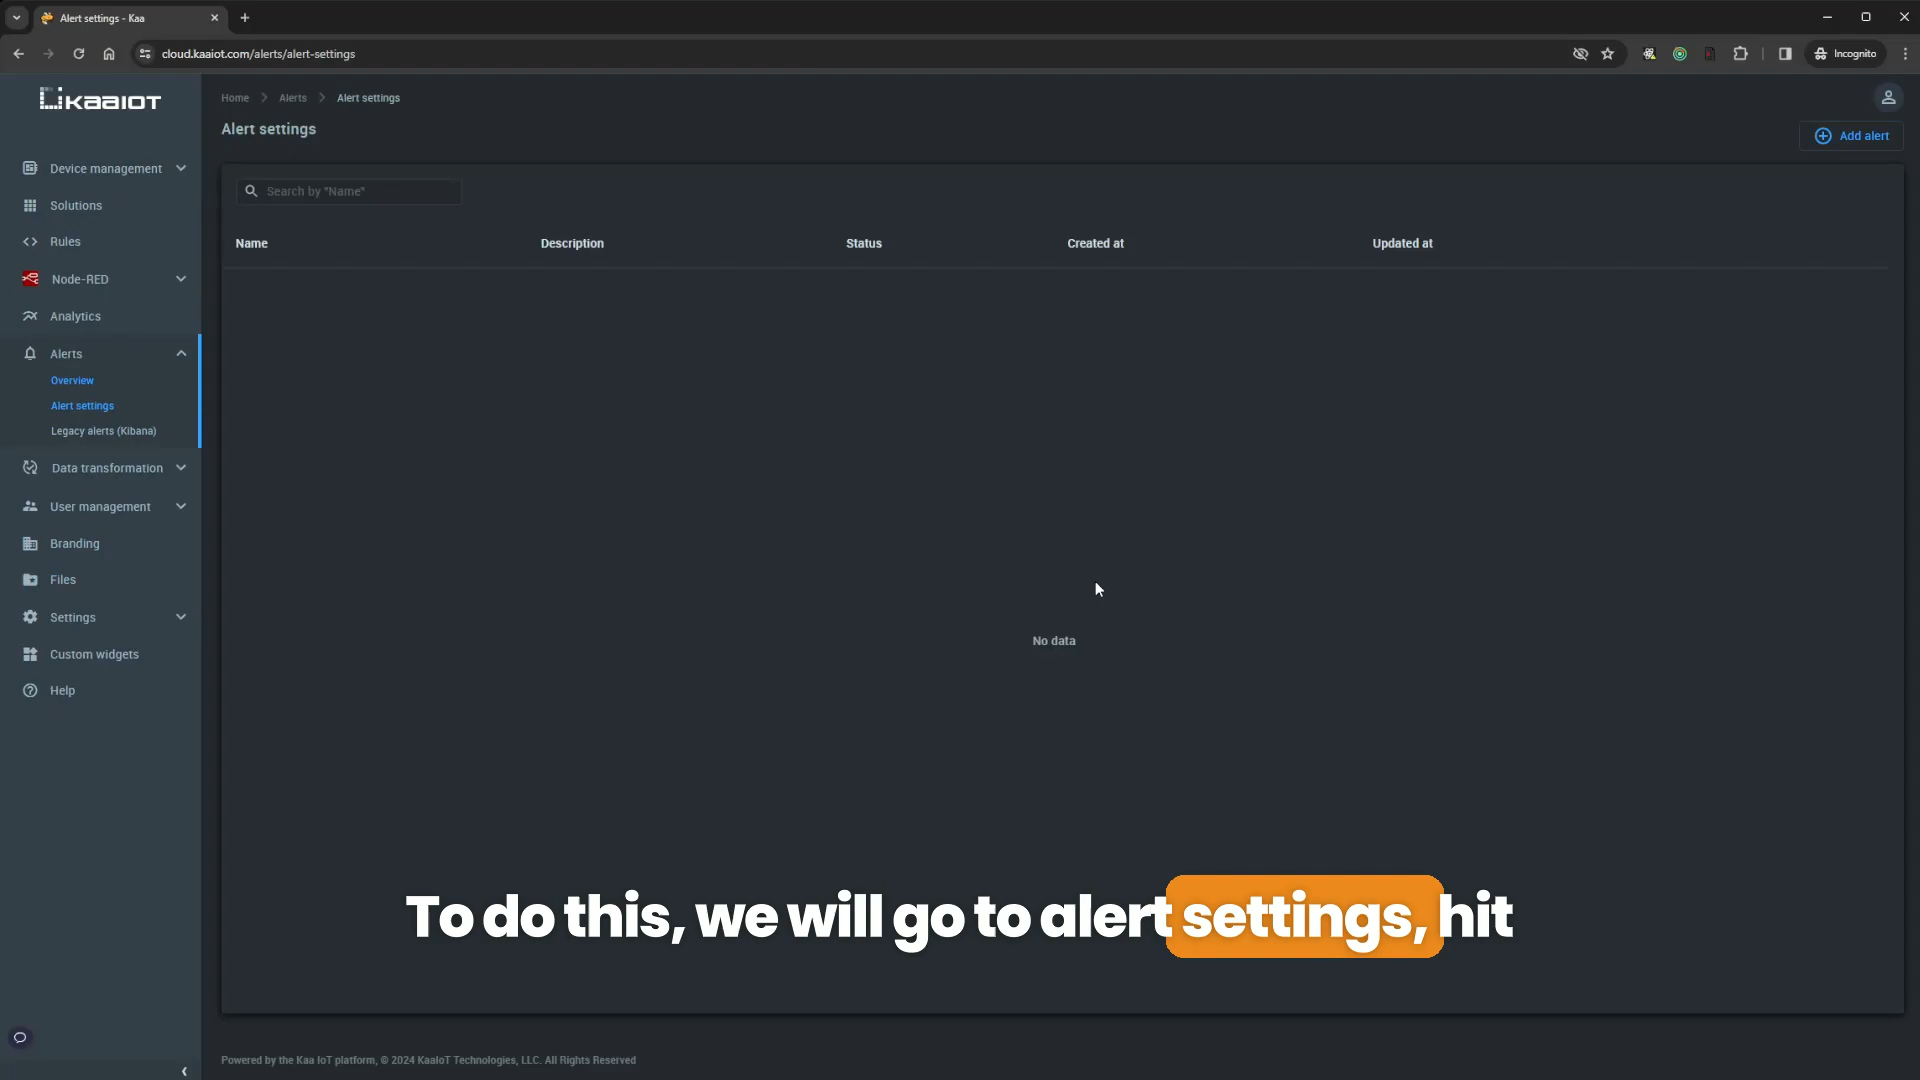 Alert settings - Kaa
cloud.kaaiot.com/alerts/alert-settings
Incognito
KaaIoT
Home
Alerts
Alert settings
Alert settings
Add alert
Device management
Solutions
Rules
Node-RED
Analytics
Alerts
Overview
Alert settings
Legacy alerts (Kibana)
Data transformation
User management
Branding
Files
Settings
Custom widgets
Help
Search by "Name"
Name Description Status Created at Updated at
No data
To do this, we will go to alert settings, hit
Powered by the Kaa IoT platform, © 2024 KaaIoT Technologies, LLC. All Rights Reserved